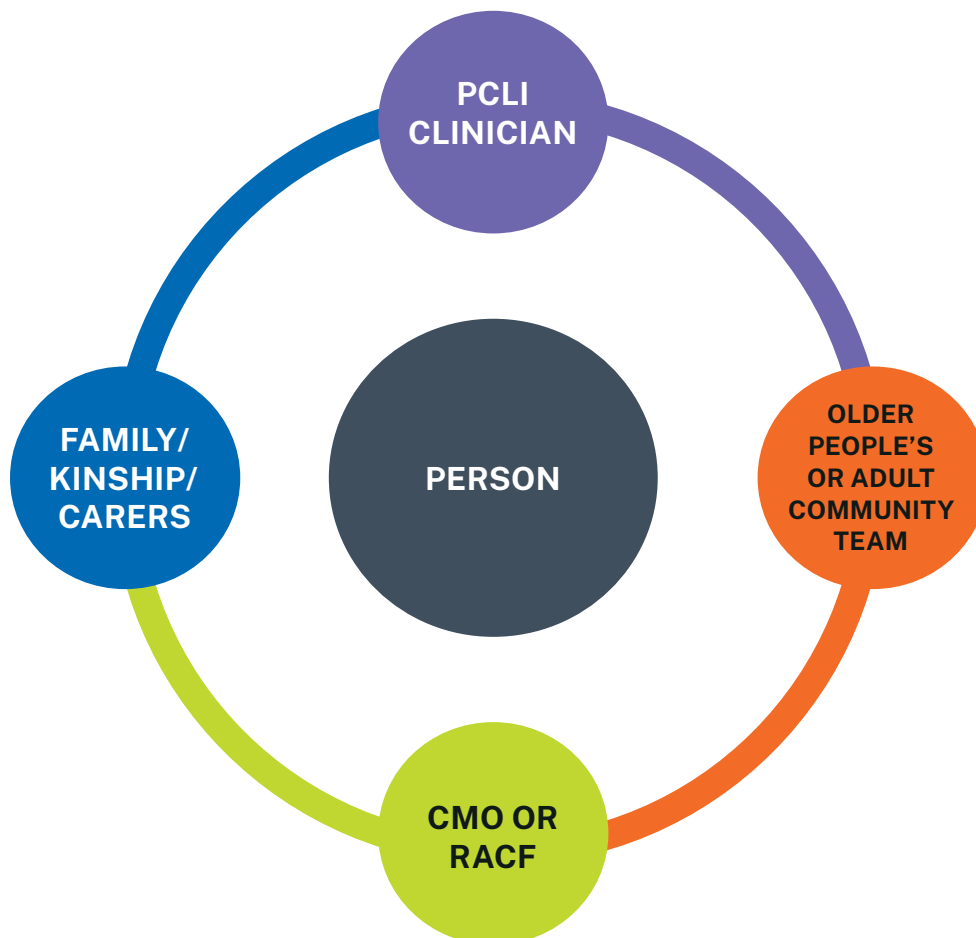 PCLI
CLINICIAN
FAMILY/
KINSHIP/
CARERS
PERSON
OLDER
PEOPLE’S
OR ADULT
COMMUNITY
TEAM
CMO OR
RACF